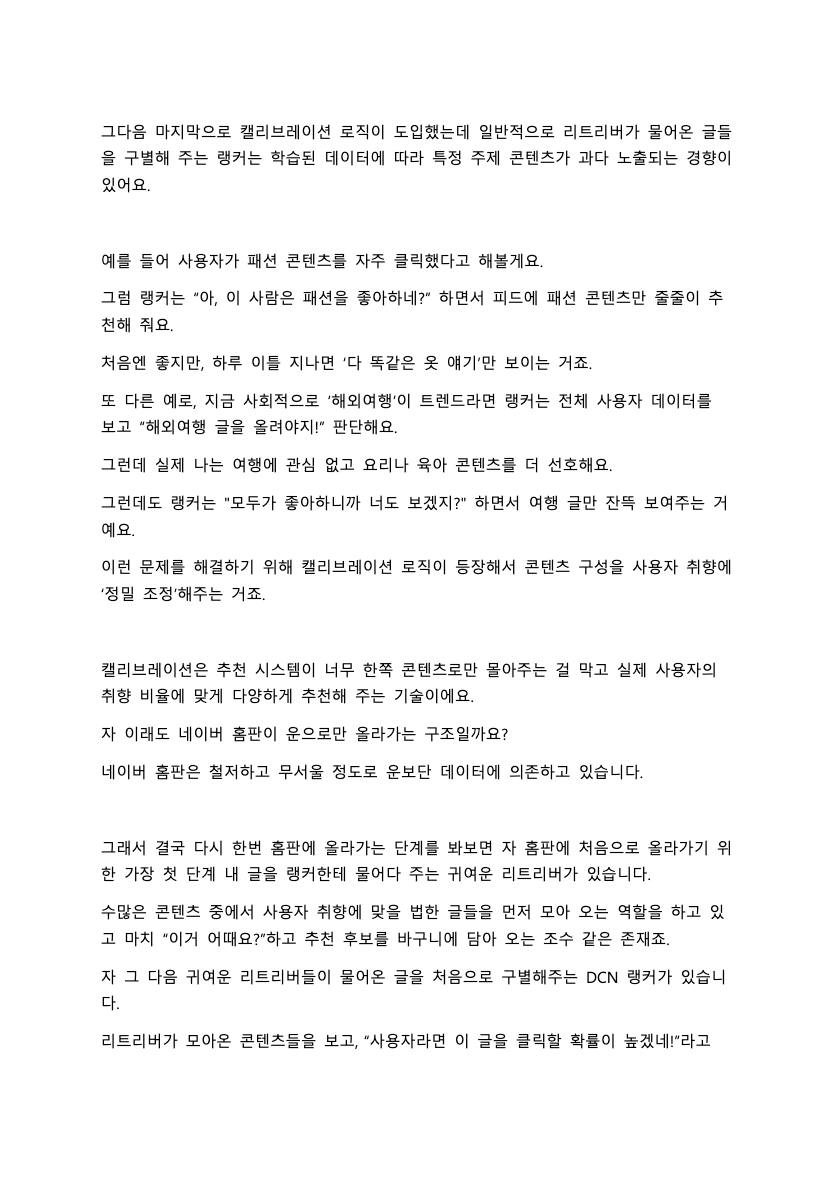 그다음 마지막으로 캘리브레이션 로직이 도입했는데 일반적으로 리트리버가 물어온 글들
을 구별해 주는 랭커는 학습된 데이터에 따라 특정 주제 콘텐츠가 과다 노출되는 경향이
있어요.
예를 들어 사용자가 패션 콘텐츠를 자주 클릭했다고 해볼게요.
그럼 랭커는 “아, 이 사람은 패션을 좋아하네?” 하면서 피드에 패션 콘텐츠만 줄줄이 추
천해 줘요.
처음엔 좋지만, 하루 이틀 지나면 ‘다 똑같은 옷 얘기’만 보이는 거죠.
또 다른 예로, 지금 사회적으로 ‘해외여행’이 트렌드라면 랭커는 전체 사용자 데이터를
보고 “해외여행 글을 올려야지!” 판단해요.
그런데 실제 나는 여행에 관심 없고 요리나 육아 콘텐츠를 더 선호해요.
그런데도 랭커는 "모두가 좋아하니까 너도 보겠지?" 하면서 여행 글만 잔뜩 보여주는 거
예요.
이런 문제를 해결하기 위해 캘리브레이션 로직이 등장해서 콘텐츠 구성을 사용자 취향에
‘정밀 조정’해주는 거죠.
캘리브레이션은 추천 시스템이 너무 한쪽 콘텐츠로만 몰아주는 걸 막고 실제 사용자의
취향 비율에 맞게 다양하게 추천해 주는 기술이에요.
자 이래도 네이버 홈판이 운으로만 올라가는 구조일까요?
네이버 홈판은 철저하고 무서울 정도로 운보단 데이터에 의존하고 있습니다.
그래서 결국 다시 한번 홈판에 올라가는 단계를 봐보면 자 홈판에 처음으로 올라가기 위
한 가장 첫 단계 내 글을 랭커한테 물어다 주는 귀여운 리트리버가 있습니다.
수많은 콘텐츠 중에서 사용자 취향에 맞을 법한 글들을 먼저 모아 오는 역할을 하고 있
고 마치 “이거 어때요?”하고 추천 후보를 바구니에 담아 오는 조수 같은 존재죠.
자 그 다음 귀여운 리트리버들이 물어온 글을 처음으로 구별해주는 DCN 랭커가 있습니
다.
리트리버가 모아온 콘텐츠들을 보고, “사용자라면 이 글을 클릭할 확률이 높겠네!”라고